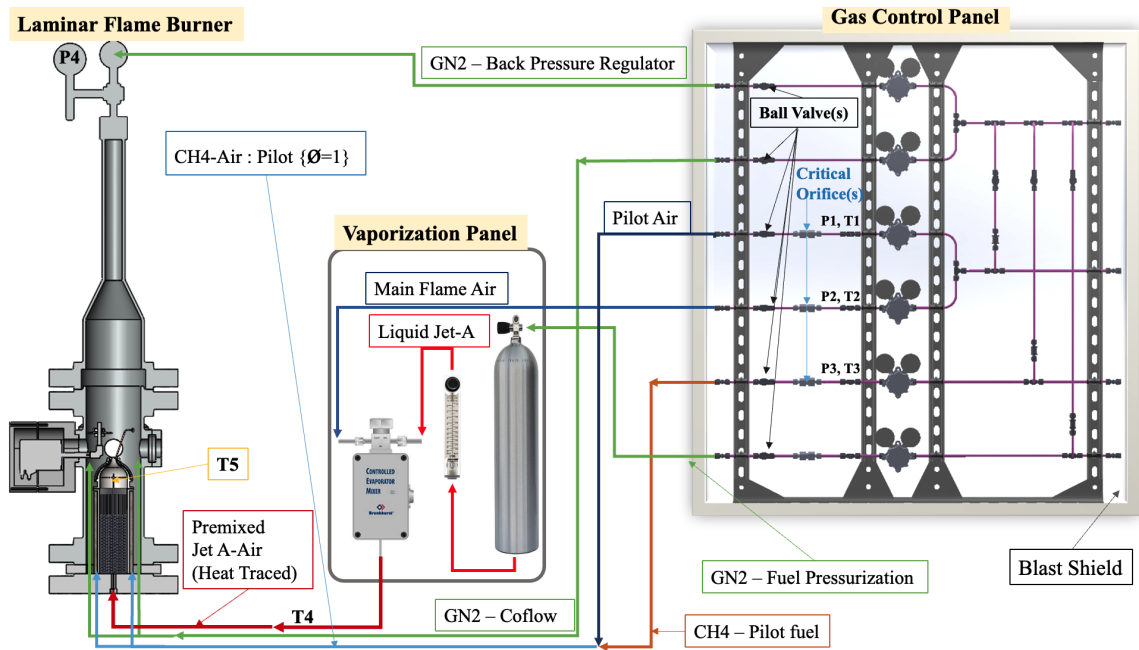 Laminar Flame Burner
Gas Control Panel
P4
GN2 – Back Pressure Regulator
Ball Valve(s)
CH4-Air : Pilot {Ø=1}
Critical
Orifice(s)
Pilot Air
P1, T1
Vaporization Panel
Main Flame Air
P2, T2
Liquid Jet-A
P3, T3
T5
CONTROLLED
EVAPORATOR
MIXER
Bronkhorst
Premixed
Jet A-Air
(Heat Traced)
T4
GN2 – Coflow
GN2 – Fuel Pressurization
Blast Shield
CH4 – Pilot fuel